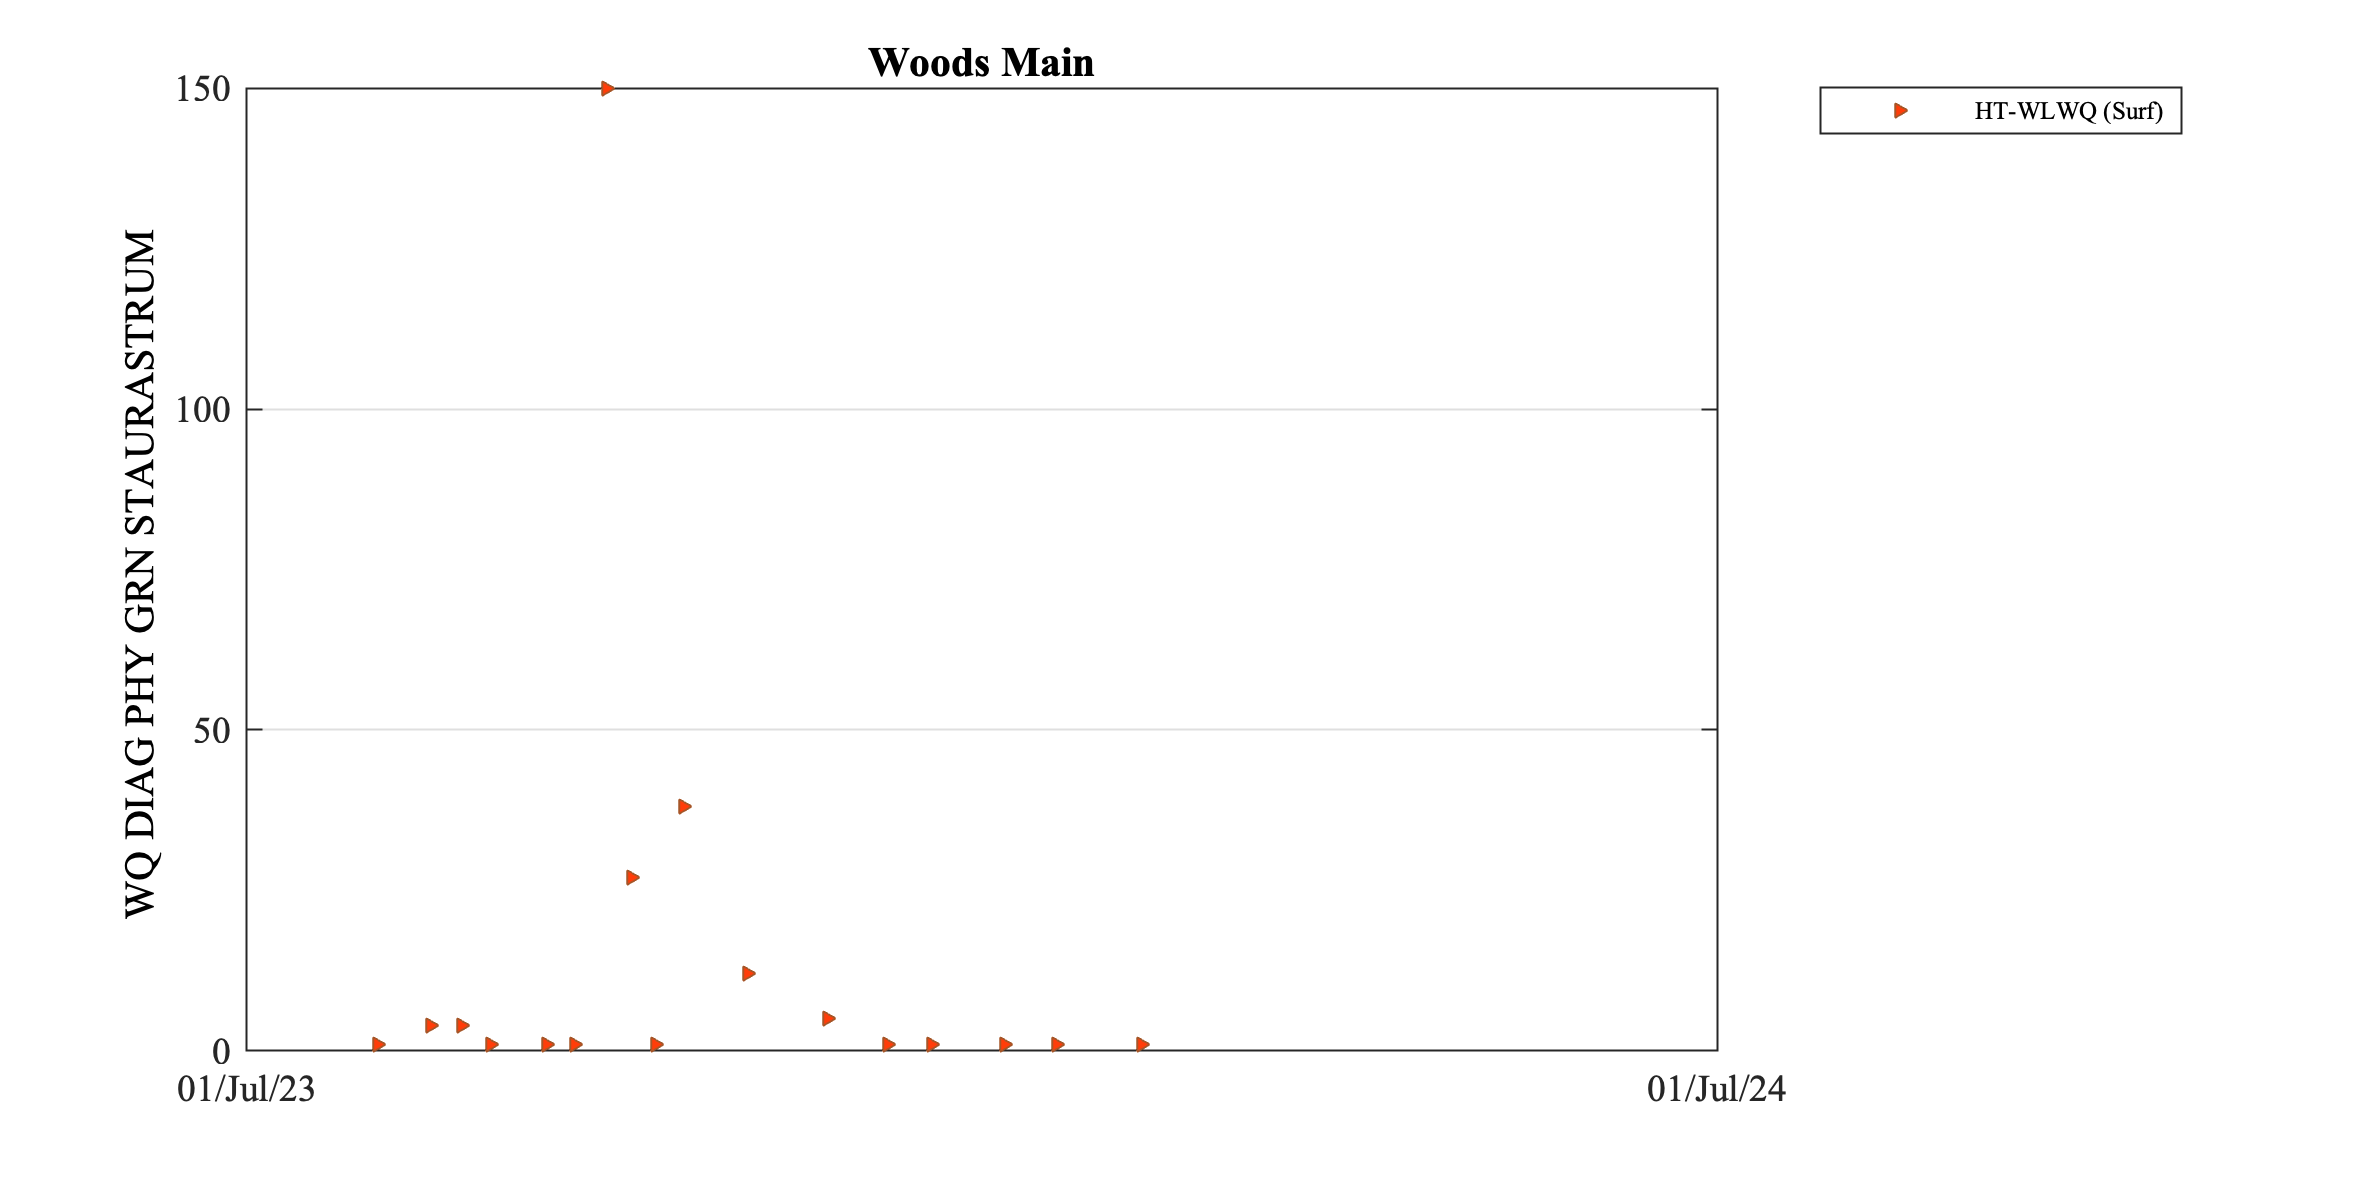 Woods Main
150
100
50
0
WQ DIAG PHY GRN STAURASTRUM
01/Jul/23
01/Jul/24
HT-WLWQ (Surf)